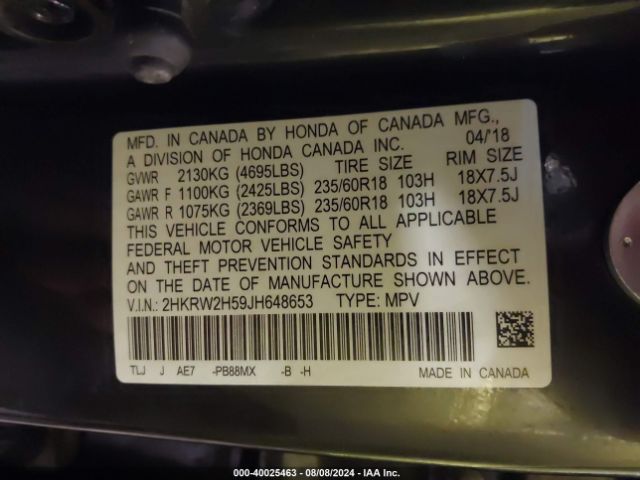 MFD. IN CANADA BY HONDA OF CANADA MFG.,
A DIVISION OF HONDA CANADA INC. 04/'18
GVWR 2130KG (4695LBS) TIRE SIZE RIM SIZE
GAWR F 1100KG (2425LBS) 235/60R18 103H 18X7.5J
GAWR R 1075KG (2369LBS) 235/60R18 103H 18X7.5J
THIS VEHICLE CONFORMS TO ALL APPLICABLE
FEDERAL MOTOR VEHICLE SAFETY
AND THEFT PREVENTION STANDARDS IN EFFECT
ON THE DATE OF MANUFACTURE SHOWN ABOVE.
V.I.N.: 2HKRW2H59JH648653 TYPE: MPV
TLJ J AE7 -PB88MX -B -H MADE IN CANADA
000-40025463 - 08/08/2024 - IAAI, Inc.